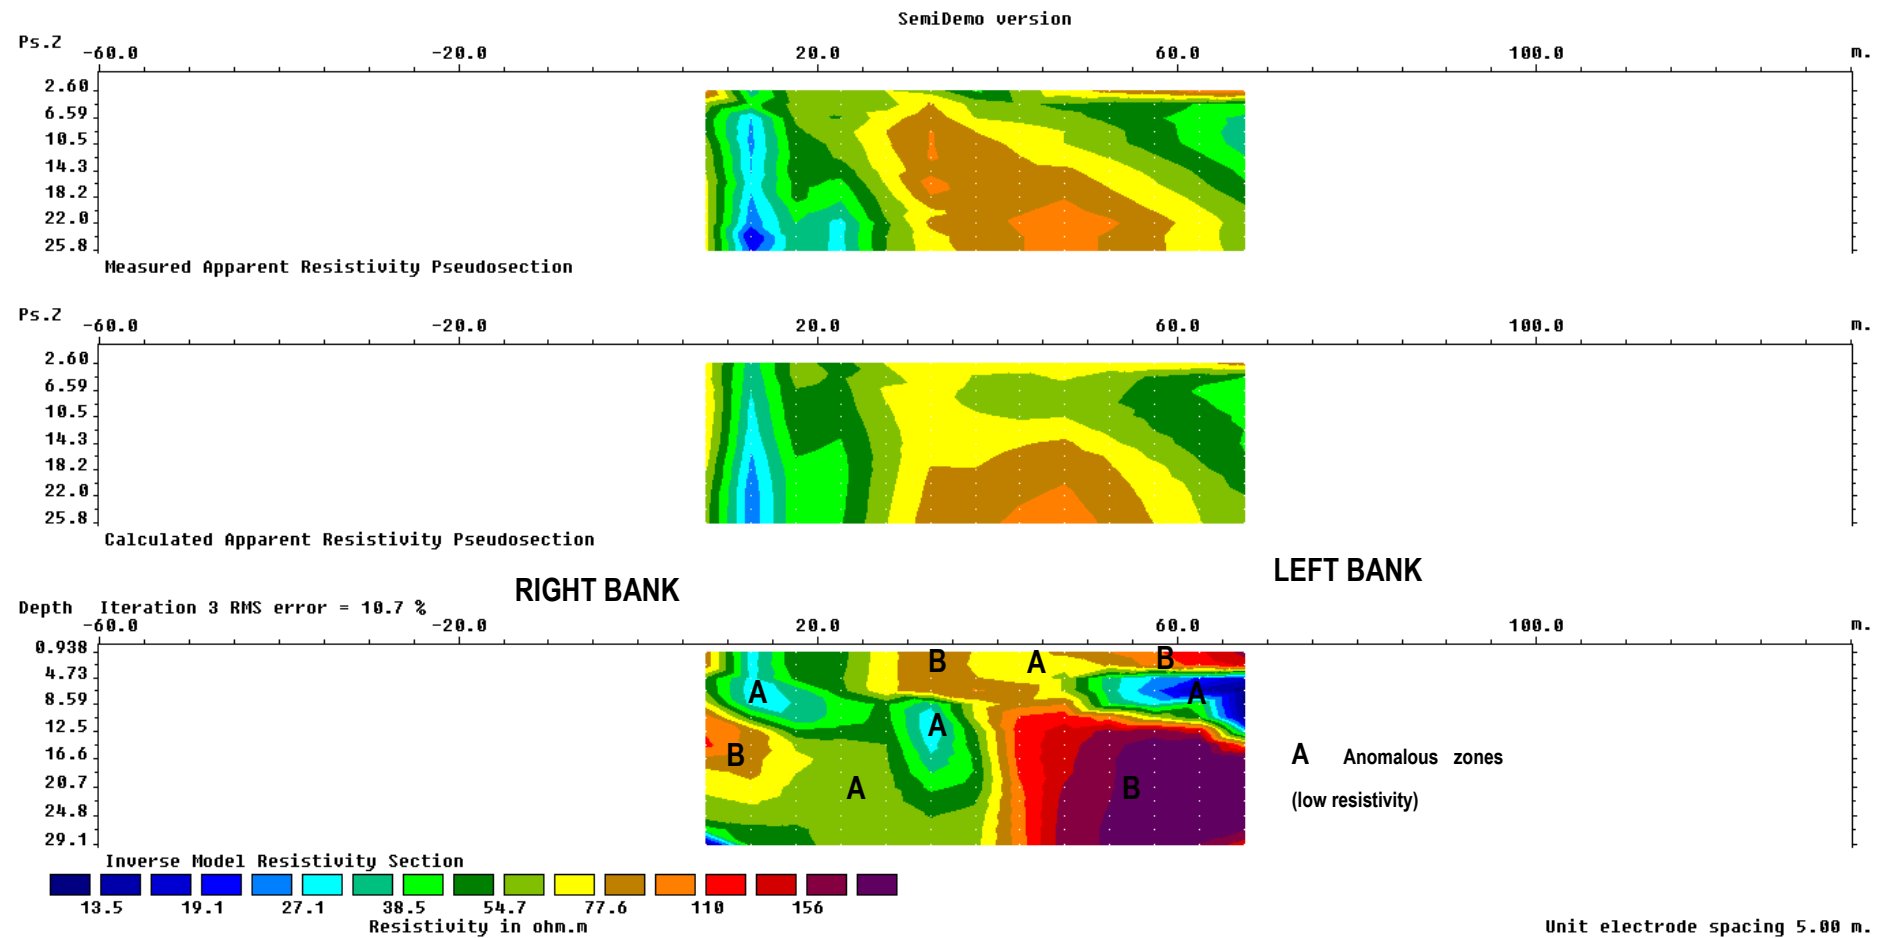 SemiDemo version
Ps.Z -60.0 -20.0 20.0 60.0 100.0 m.
2.60
6.59
10.5
14.3
18.2
22.0
25.8
Measured Apparent Resistivity Pseudosection
Ps.Z -60.0 -20.0 20.0 60.0 100.0 m.
2.60
6.59
10.5
14.3
18.2
22.0
25.8
Calculated Apparent Resistivity Pseudosection
RIGHT BANK
LEFT BANK
Depth Iteration 3 RMS error = 10.7 %
-60.0 -20.0 20.0 60.0 100.0 m.
0.938
4.73
8.59
12.5
16.6
20.7
24.8
29.1
B A B
A A
A
B
A B
A Anomalous zones
(low resistivity)
Inverse Model Resistivity Section
13.5 19.1 27.1 38.5 54.7 77.6 110 156
Resistivity in ohm.m
Unit electrode spacing 5.00 m.